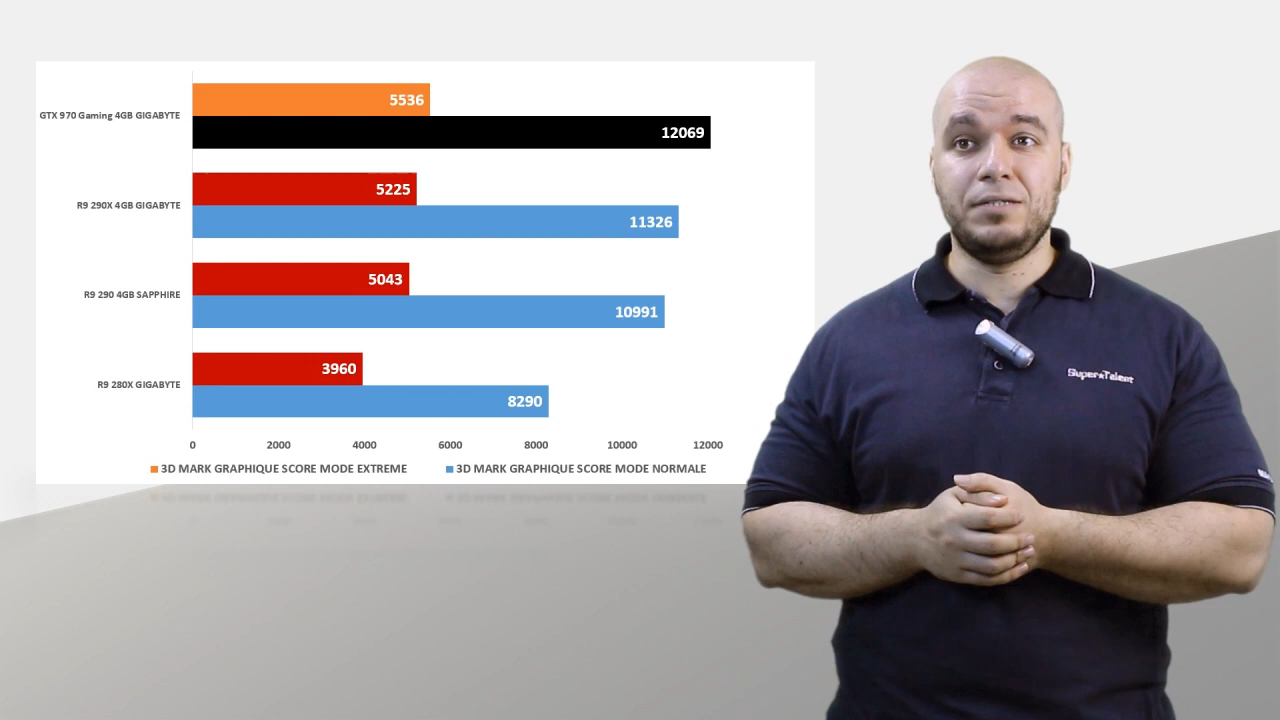 GTX 970 Gaming 4GB GIGABYTE
5536
12069
R9 290X 4GB GIGABYTE
5225
11326
R9 290 4GB SAPPHIRE
5043
10991
R9 280X GIGABYTE
3960
8290
0 2000 4000 6000 8000 10000 12000
3D MARK GRAPHIQUE SCORE MODE EXTREME 3D MARK GRAPHIQUE SCORE MODE NORMALE
Super★Talent